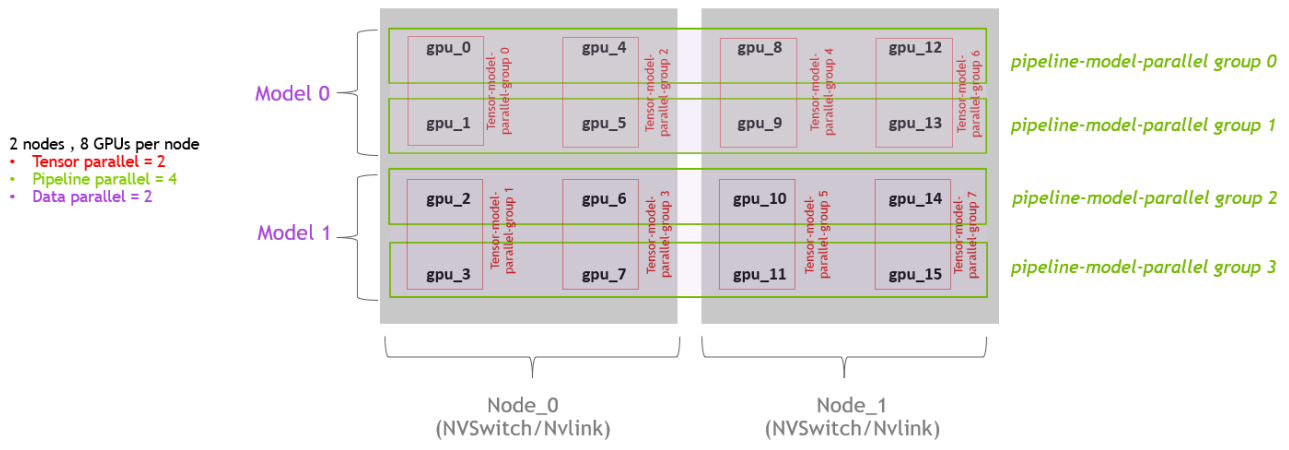 2 nodes , 8 GPUs per node
• Tensor parallel = 2
• Pipeline parallel = 4
• Data parallel = 2
Model 0
Model 1
gpu_0
Tensor-model-
parallel-group 0
gpu_4
Tensor-model-
parallel-group 2
gpu_8
Tensor-model-
parallel-group 4
gpu_12
Tensor-model-
parallel-group 6
pipeline-model-parallel group 0
gpu_1
gpu_5
gpu_9
gpu_13
pipeline-model-parallel group 1
gpu_2
Tensor-model-
parallel-group 1
gpu_6
Tensor-model-
parallel-group 3
gpu_10
Tensor-model-
parallel-group 5
gpu_14
Tensor-model-
parallel-group 7
pipeline-model-parallel group 2
gpu_3
gpu_7
gpu_11
gpu_15
pipeline-model-parallel group 3
Node_0
(NVSwitch/Nvlink)
Node_1
(NVSwitch/Nvlink)